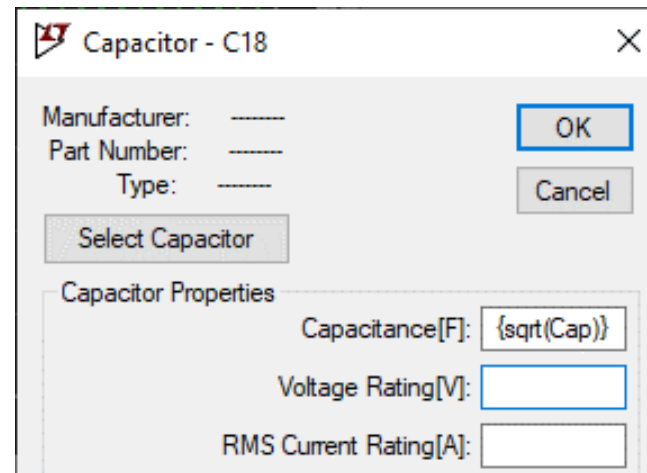 Capacitor - C18
Manufacturer: --------
OK
Part Number: --------
Type: --------
Cancel
Select Capacitor
Capacitor Properties
Capacitance[F]: {sqrt(Cap)}
Voltage Rating[V]:
RMS Current Rating[A]: